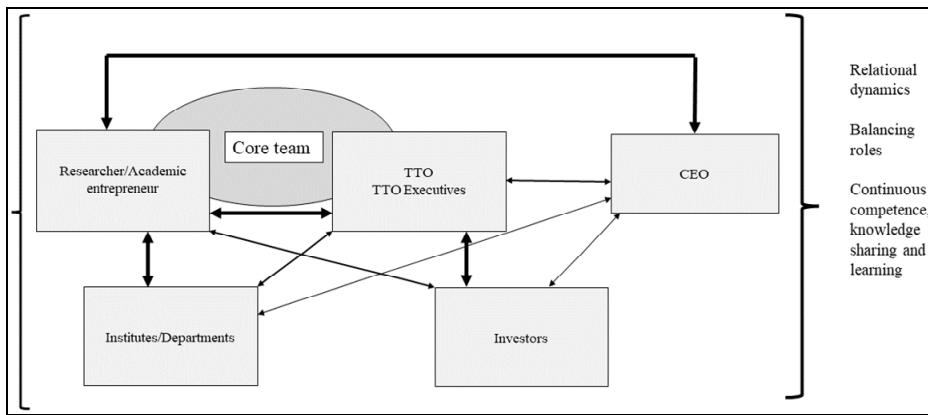 Core team
Researcher/Academic
entrepreneur
TTO
TTO Executives
CEO
Institutes/Departments
Investors
Relational
dynamics
Balancing
roles
Continuous
competence,
knowledge
sharing and
learning